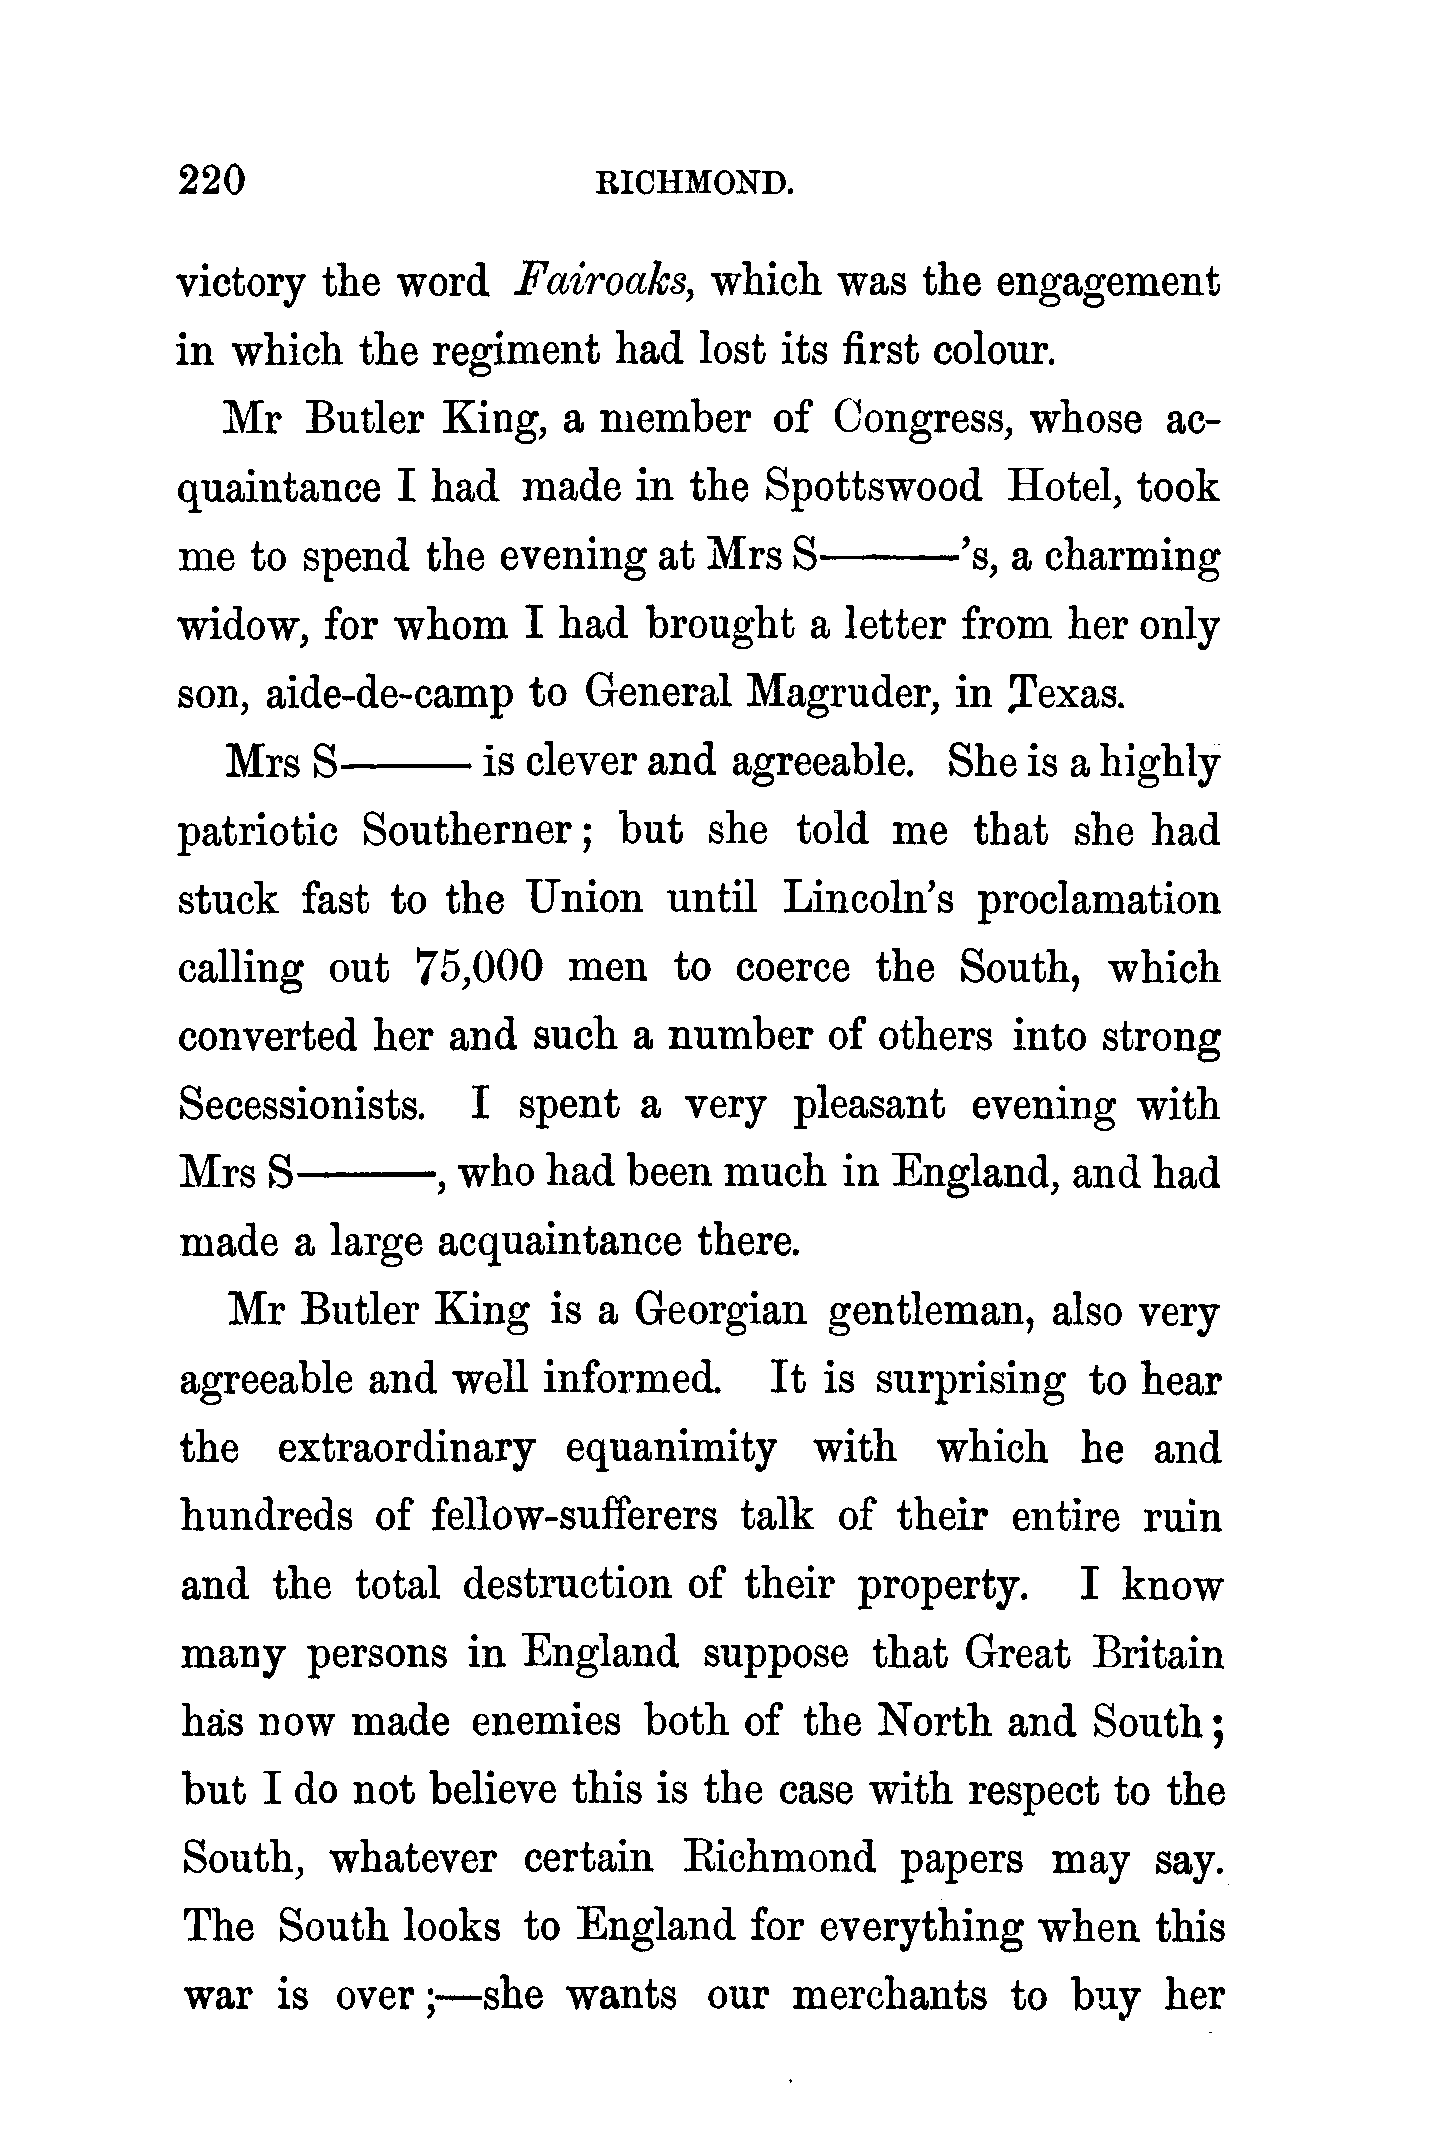 220 RICHMOND.
victory the word Fairoaks, which was the engagement
in which the regiment had lost its first colour.
Mr Butler King, a member of Congress, whose ac-
quaintance I had made in the Spottswood Hotel, took
me to spend the evening at Mrs S———'s, a charming
widow, for whom I had brought a letter from her only
son, aide-de-camp to General Magruder, in Texas.
Mrs S——— is clever and agreeable. She is a highly
patriotic Southerner; but she told me that she had
stuck fast to the Union until Lincoln's proclamation
calling out 75,000 men to coerce the South, which
converted her and such a number of others into strong
Secessionists. I spent a very pleasant evening with
Mrs S———, who had been much in England, and had
made a large acquaintance there.
Mr Butler King is a Georgian gentleman, also very
agreeable and well informed. It is surprising to hear
the extraordinary equanimity with which he and
hundreds of fellow-sufferers talk of their entire ruin
and the total destruction of their property. I know
many persons in England suppose that Great Britain
has now made enemies both of the North and South;
but I do not believe this is the case with respect to the
South, whatever certain Richmond papers may say.
The South looks to England for everything when this
war is over;—she wants our merchants to buy her